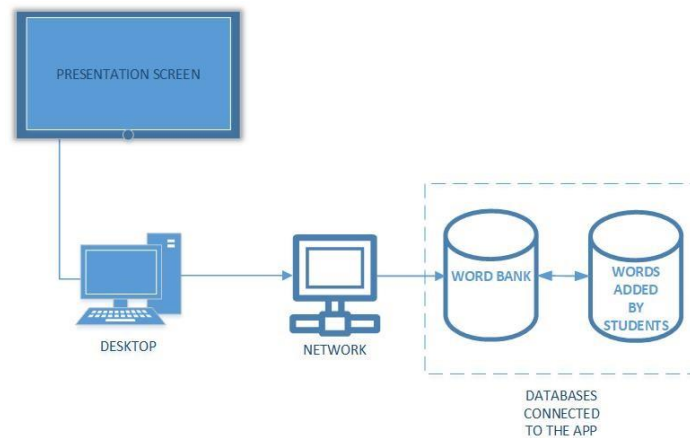 PRESENTATION SCREEN
DESKTOP
NETWORK
WORD BANK
WORDS
ADDED
BY
STUDENTS
DATABASES
CONNECTED
TO THE APP